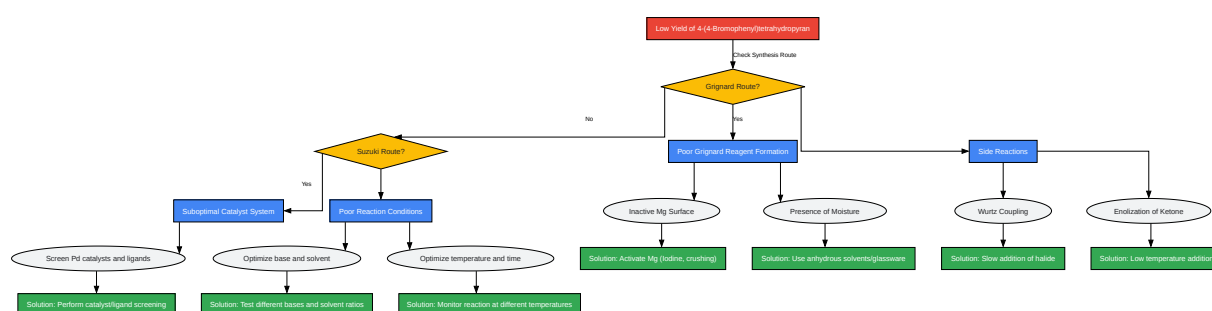 Low Yield of 4-(4-Bromophenyl)tetrahydropyran
Check Synthesis Route
Grignard Route?
No
Yes
Suzuki Route?
Poor Grignard Reagent Formation
Side Reactions
Yes
Suboptimal Catalyst System
Poor Reaction Conditions
Inactive Mg Surface
Presence of Moisture
Wurtz Coupling
Enolization of Ketone
Screen Pd catalysts and ligands
Optimize base and solvent
Optimize temperature and time
Solution: Activate Mg (Iodine, crushing)
Solution: Use anhydrous solvents/glassware
Solution: Slow addition of halide
Solution: Low temperature addition
Solution: Perform catalyst/ligand screening
Solution: Test different bases and solvent ratios
Solution: Monitor reaction at different temperatures